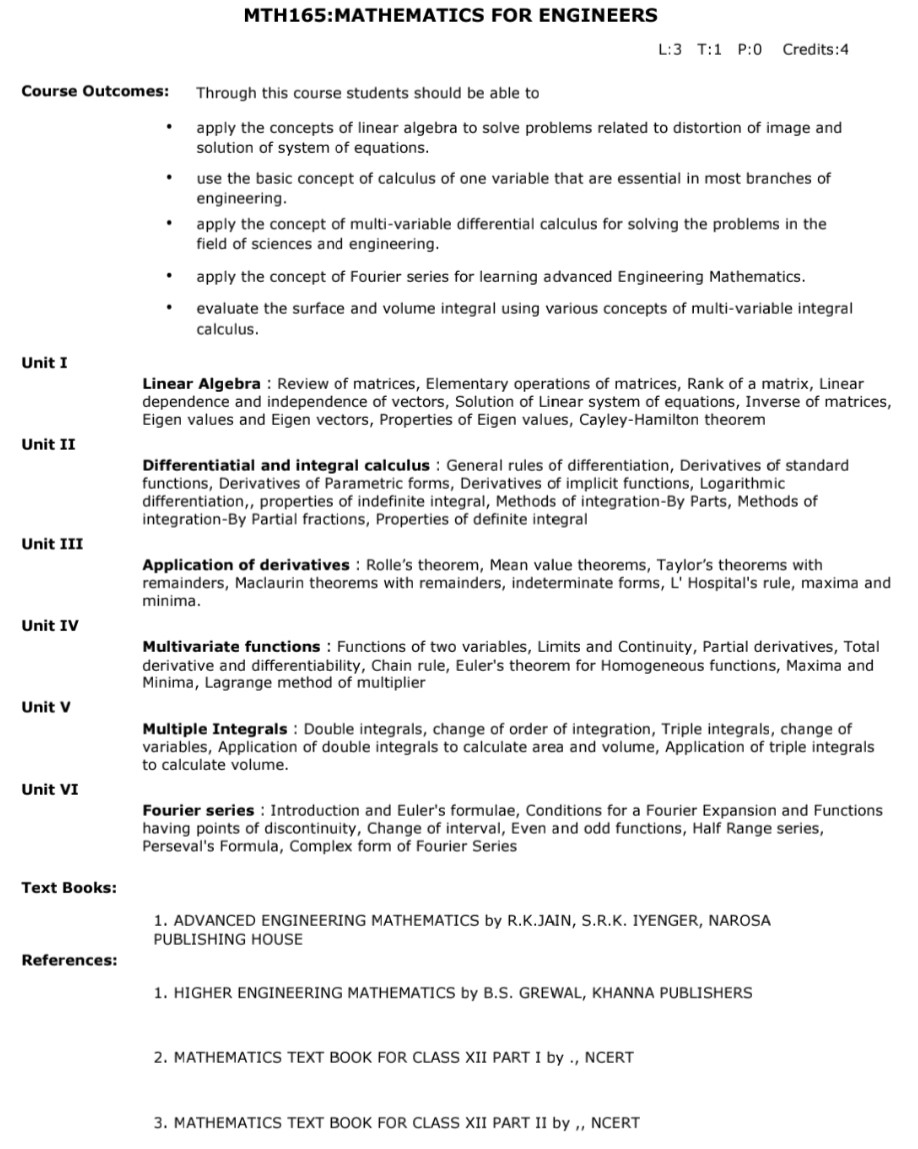 MTH165:MATHEMATICS FOR ENGINEERS
L:3 T:1 P:0 Credits:4
Course Outcomes: Through this course students should be able to
• apply the concepts of linear algebra to solve problems related to distortion of image and
solution of system of equations.
• use the basic concept of calculus of one variable that are essential in most branches of
engineering.
• apply the concept of multi-variable differential calculus for solving the problems in the
field of sciences and engineering.
• apply the concept of Fourier series for learning advanced Engineering Mathematics.
• evaluate the surface and volume integral using various concepts of multi-variable integral
calculus.
Unit I
Linear Algebra : Review of matrices, Elementary operations of matrices, Rank of a matrix, Linear
dependence and independence of vectors, Solution of Linear system of equations, Inverse of matrices,
Eigen values and Eigen vectors, Properties of Eigen values, Cayley-Hamilton theorem
Unit II
Differentiatial and integral calculus : General rules of differentiation, Derivatives of standard
functions, Derivatives of Parametric forms, Derivatives of implicit functions, Logarithmic
differentiation,, properties of indefinite integral, Methods of integration-By Parts, Methods of
integration-By Partial fractions, Properties of definite integral
Unit III
Application of derivatives : Rolle’s theorem, Mean value theorems, Taylor’s theorems with
remainders, Maclaurin theorems with remainders, indeterminate forms, L' Hospital's rule, maxima and
minima.
Unit IV
Multivariate functions : Functions of two variables, Limits and Continuity, Partial derivatives, Total
derivative and differentiability, Chain rule, Euler's theorem for Homogeneous functions, Maxima and
Minima, Lagrange method of multiplier
Unit V
Multiple Integrals : Double integrals, change of order of integration, Triple integrals, change of
variables, Application of double integrals to calculate area and volume, Application of triple integrals
to calculate volume.
Unit VI
Fourier series : Introduction and Euler's formulae, Conditions for a Fourier Expansion and Functions
having points of discontinuity, Change of interval, Even and odd functions, Half Range series,
Perseval's Formula, Complex form of Fourier Series
Text Books:
1. ADVANCED ENGINEERING MATHEMATICS by R.K.JAIN, S.R.K. IYENGER, NAROSA
PUBLISHING HOUSE
References:
1. HIGHER ENGINEERING MATHEMATICS by B.S. GREWAL, KHANNA PUBLISHERS
2. MATHEMATICS TEXT BOOK FOR CLASS XII PART I by ., NCERT
3. MATHEMATICS TEXT BOOK FOR CLASS XII PART II by ,, NCERT